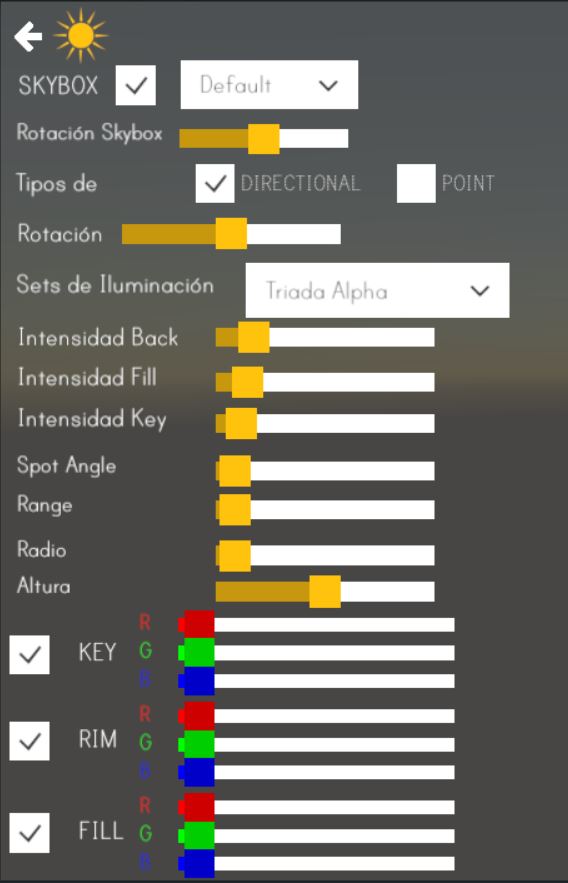 SKYBOX Default
Rotación Skybox
Tipos de DIRECTIONAL POINT
Rotación
Sets de Iluminación Triada Alpha
Intensidad Back
Intensidad Fill
Intensidad Key
Spot Angle
Range
Radio
Altura
R
KEY G
B
R
RIM G
B
R
FILL G
B